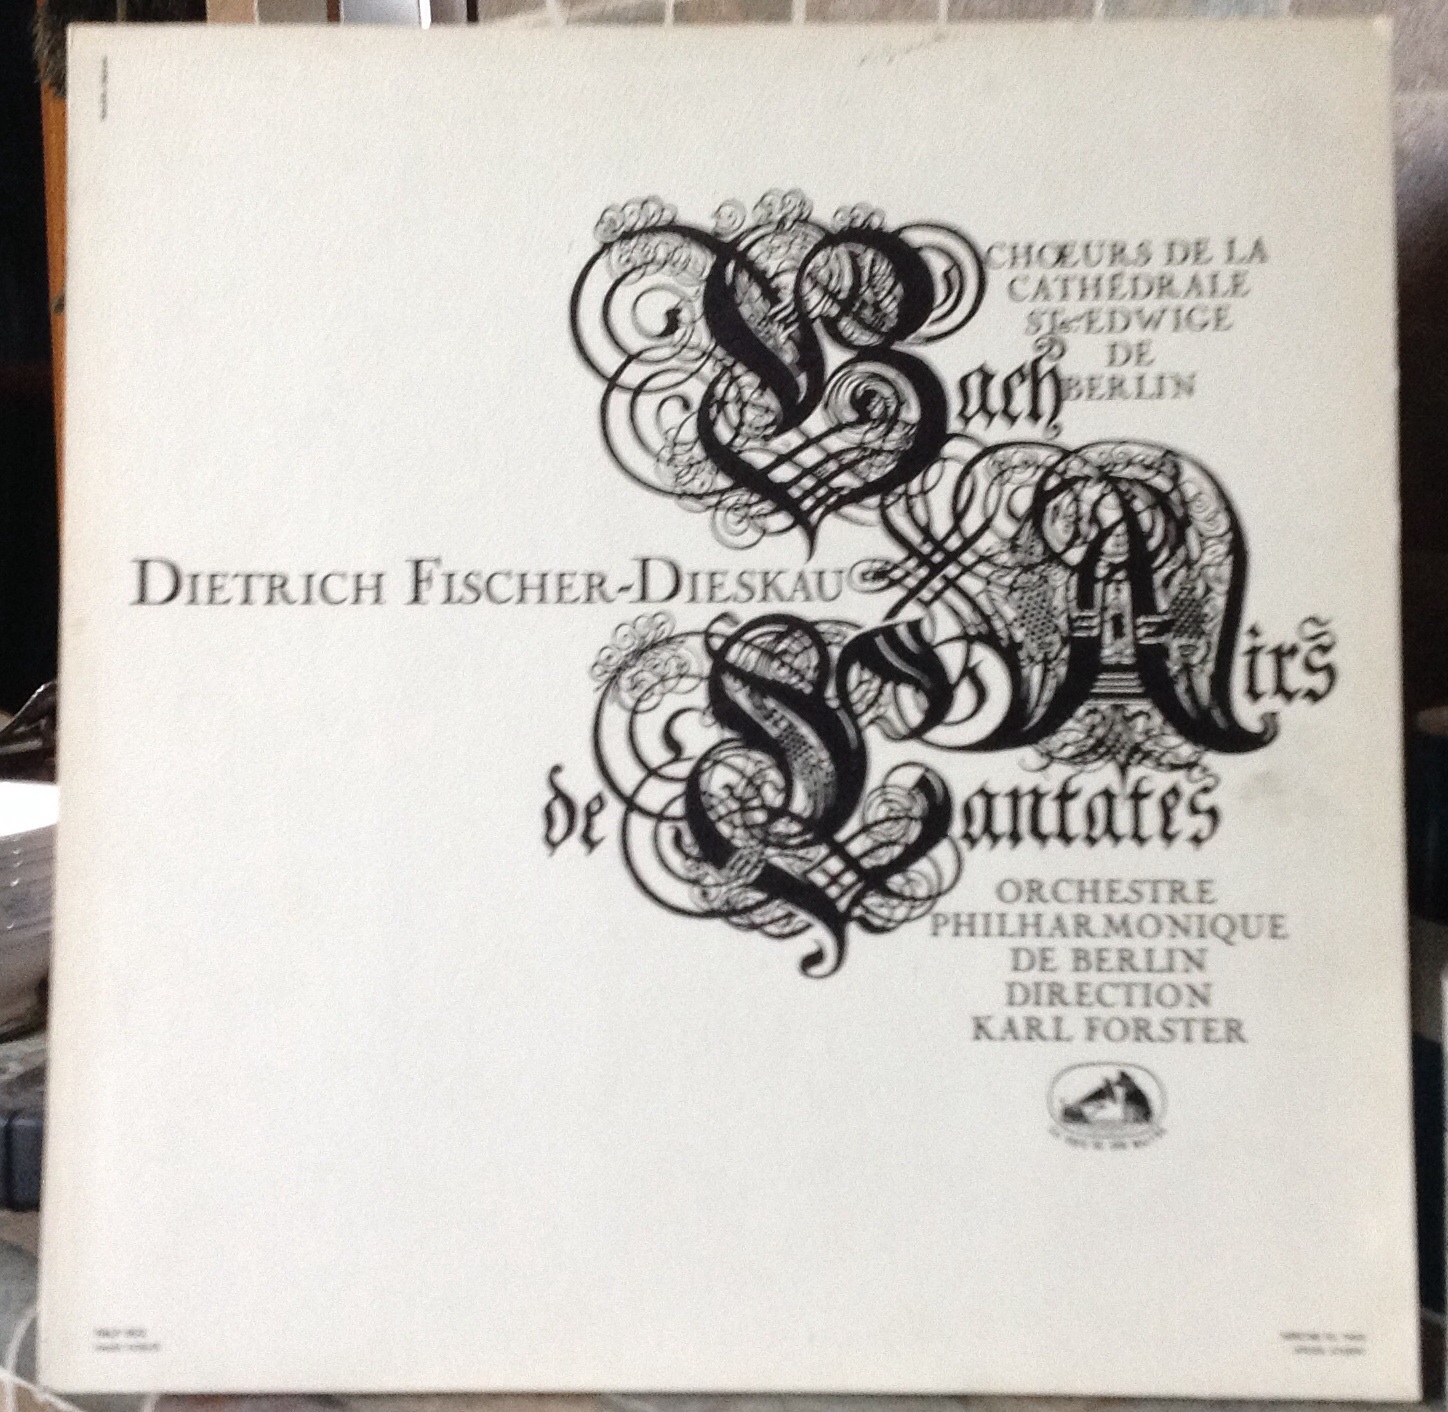 CHŒURS DE LA
CATHÉDRALE
STE-EDWIGE
DE
BERLIN
Bach
DIETRICH FISCHER-DIESKAU
Airs
de Cantates
ORCHESTRE
PHILHARMONIQUE
DE BERLIN
DIRECTION
KARL FORSTER